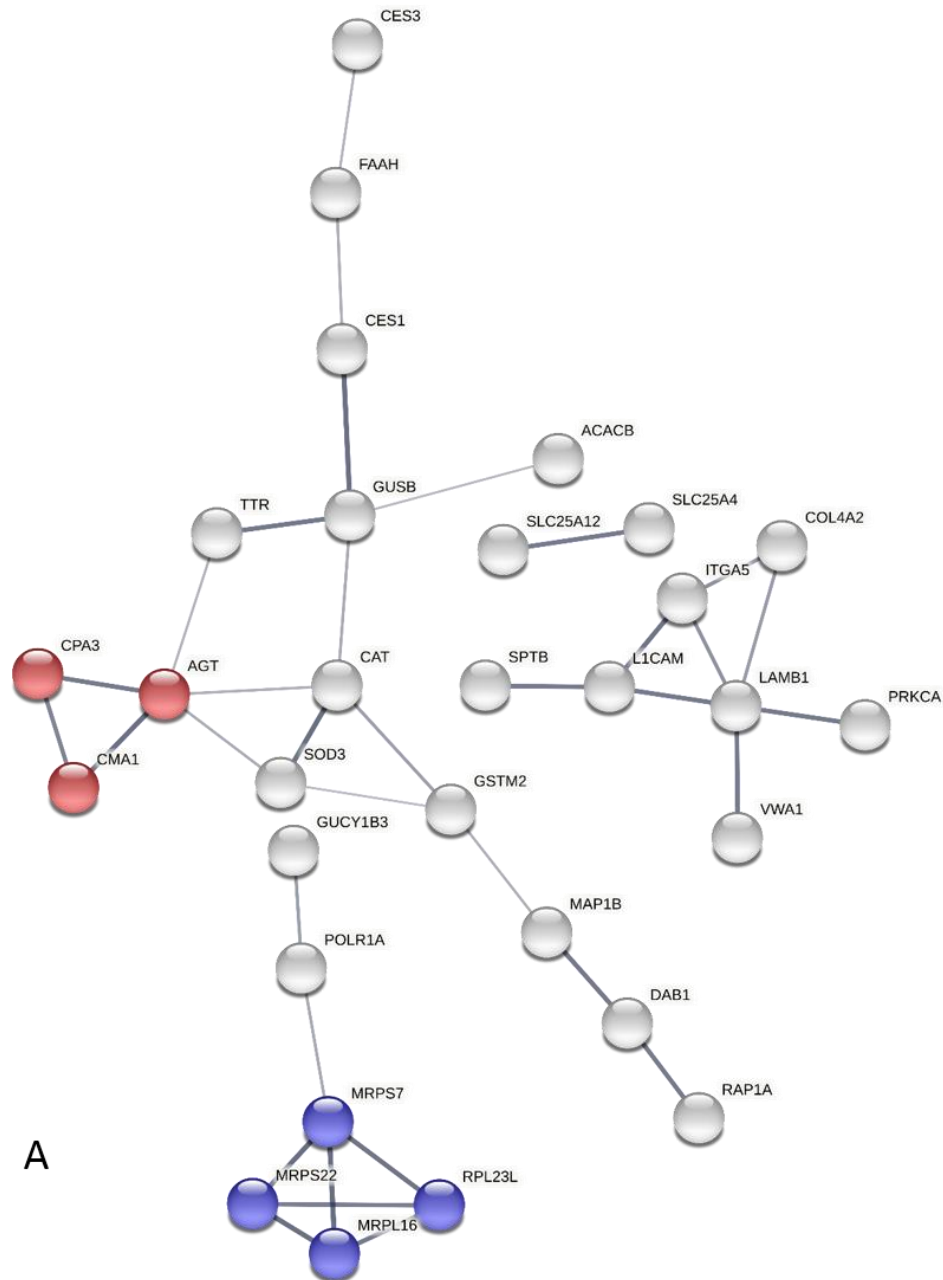 CES3
FAAH
CES1
ACACB
GUSB
SLC25A4
TTR
SLC25A12
COL4A2
ITGA5
CPA3
AGT
CAT
SPTB
L1CAM
LAMB1
PRKCA
CMA1
SOD3
GSTM2
GUCY1B3
VWA1
MAP1B
POLR1A
DAB1
RAP1A
MRPS7
A
MRPS22
RPL23L
MRPL16